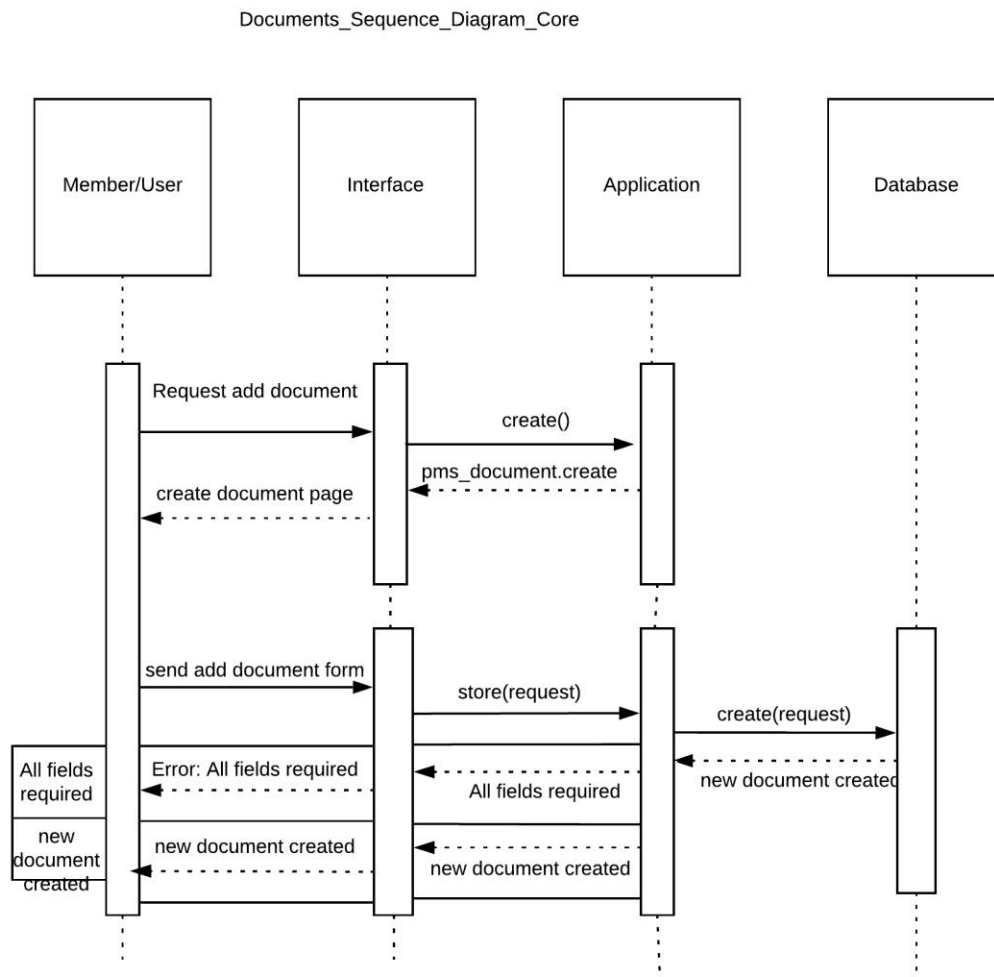 Documents_Sequence_Diagram_Core
Member/User
Interface
Application
Database
Request add document
create()
pms_document.create
create document page
send add document form
store(request)
create(request)
All fields
required
Error: All fields required
All fields required
new document created
new
document
created
new document created
new document created